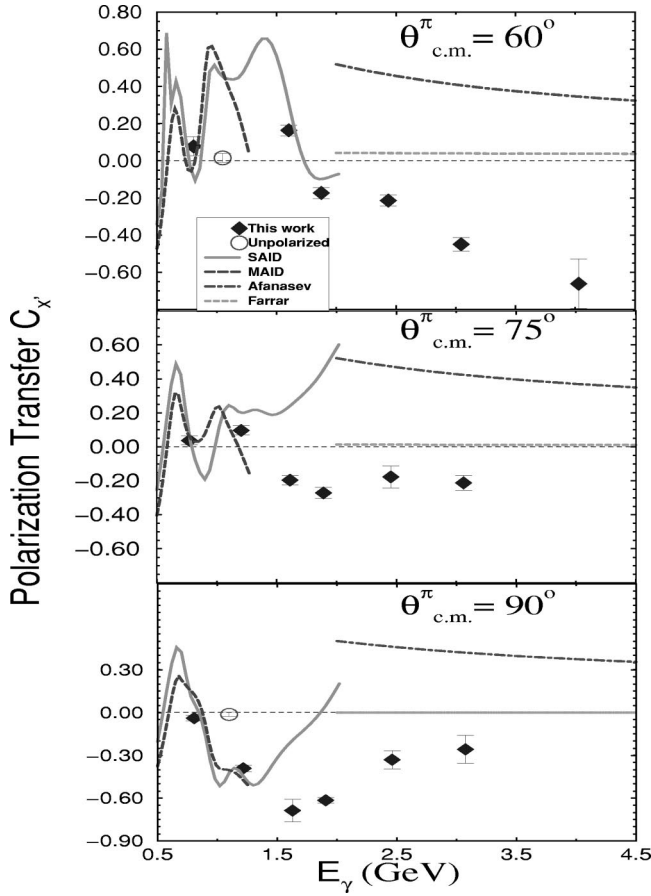 0.80
θ^π_c.m. = 60°
0.60
0.40
0.20
0.00
−0.20
−0.40
−0.60
This work
Unpolarized
SAID
MAID
Afanasev
Farrar
Polarization Transfer C_x'
θ^π_c.m. = 75°
0.60
0.40
0.20
0.00
−0.20
−0.40
−0.60
θ^π_c.m. = 90°
0.30
0.00
−0.30
−0.60
−0.90
0.5 1.5 2.5 3.5 4.5
E_γ (GeV)